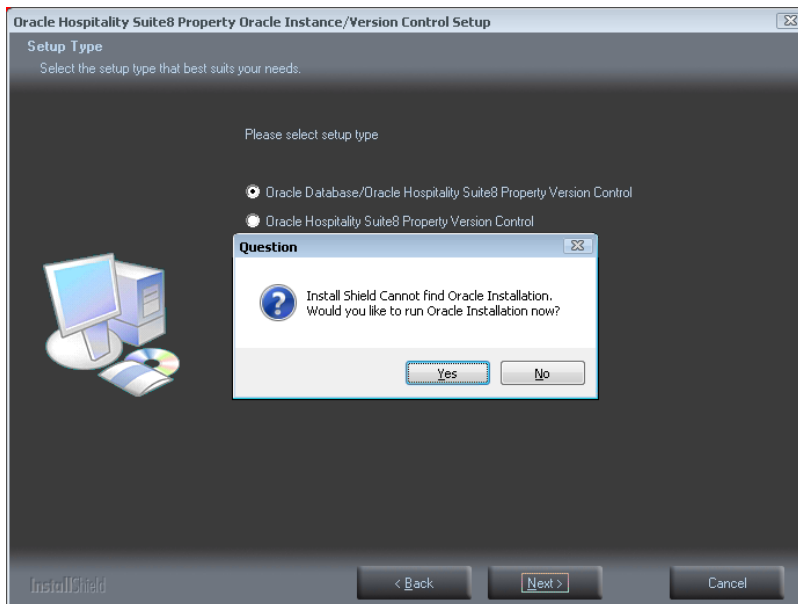 Oracle Hospitality Suite8 Property Oracle Instance/Version Control Setup
Setup Type
Select the setup type that best suits your needs.
Please select setup type
Oracle Database/Oracle Hospitality Suite8 Property Version Control
Oracle Hospitality Suite8 Property Version Control
Question
Install Shield Cannot find Oracle Installation.
Would you like to run Oracle Installation now?
Yes
No
InstallShield
< Back
Next >
Cancel